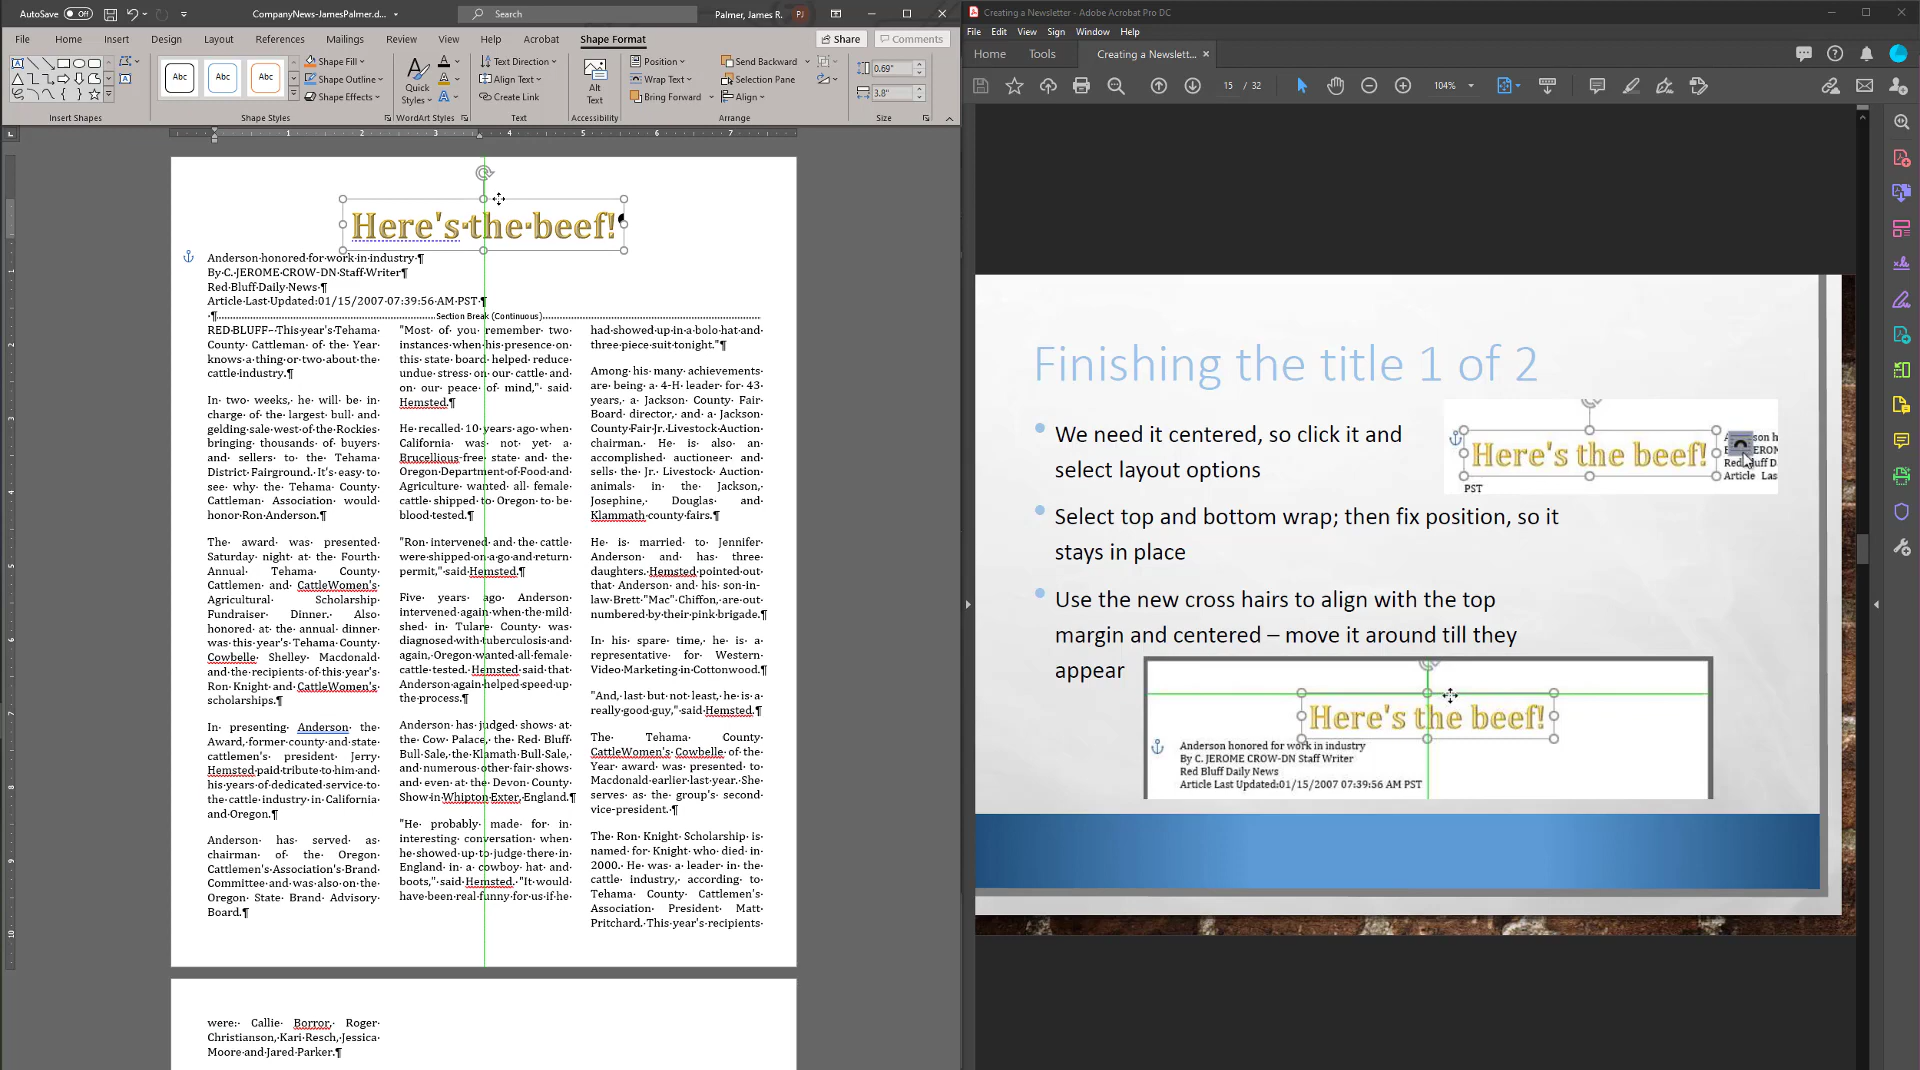 AutoSave Off CompanyNews-JamesPalmer.d... Search Palmer, James R. PJ
File Home Insert Design Layout References Mailings Review View Help Acrobat Shape Format Share Comments
Abc Abc Abc
Shape Fill
Shape Outline
Shape Effects
Quick Styles
Text Direction
Align Text
Create Link
Alt Text
Position
Wrap Text
Bring Forward
Send Backward
Selection Pane
Align
0.69"
3.8"
Insert Shapes Shape Styles WordArt Styles Text Accessibility Arrange Size
Here's·the·beef!
Anderson·honored·for·work·in·industry·¶
By·C.·JEROME·CROW-DN·Staff·Writer¶
Red·Bluff·Daily·News·¶
Article·Last·Updated:01/15/2007·07:39:56·AM·PST·¶
·¶ Section Break (Continuous)
RED·BLUFF--This·year's·Tehama·
County· Cattleman· of· the· Year·
knows·a·thing·or·two·about·the·
cattle·industry.¶
In· two· weeks,· he· will· be· in·
charge· of· the· largest· bull· and·
gelding·sale·west·of·the·Rockies·
bringing· thousands· of· buyers·
and· sellers· to· the· Tehama·
District· Fairground.· It's· easy· to·
see· why· the· Tehama· County·
Cattleman· Association· would·
honor·Ron·Anderson.¶
The· award· was· presented·
Saturday· night· at· the· Fourth·
Annual· Tehama· County·
Cattlemen· and· CattleWomen's·
Agricultural· Scholarship·
Fundraiser· Dinner.· Also·
honored· at· the· annual· dinner·
was·this·year's·Tehama·County·
Cowbelle· Shelley· Macdonald·
and·the·recipients·of·this·year's·
Ron·Knight·and·CattleWomen's·
scholarships.¶
In· presenting· Anderson· the·
Award,·former·county·and·state·
cattlemen's· president· Jerry·
Hemsted·paid·tribute·to·him·and·
his·years·of·dedicated·service·to·
the·cattle·industry·in·California·
and·Oregon.¶
Anderson· has· served· as·
chairman· of· the· Oregon·
Cattlemen's·Association's·Brand·
Committee·and·was·also·on·the·
Oregon· State· Brand· Advisory·
Board.¶
"Most· of· you· remember· two·
instances·when·his·presence·on·
this· state· board· helped· reduce·
undue· stress· on· our· cattle· and·
on· our· peace· of· mind,"· said·
Hemsted.¶
He·recalled·10·years·ago·when·
California· was· not· yet· a·
Brucellious-free· state· and· the·
Oregon·Department·of·Food·and·
Agriculture· wanted· all· female·
cattle· shipped· to· Oregon· to· be·
blood·tested.¶
"Ron·intervened·and·the·cattle·
were·shipped·on·a·go·and·return·
permit,"·said·Hemsted.¶
Five· years· ago· Anderson·
intervened·again·when·the·mild·
shed· in· Tulare· County· was·
diagnosed·with·tuberculosis·and·
again,·Oregon·wanted·all·female·
cattle·tested.·Hemsted·said·that·
Anderson·again·helped·speed·up·
the·process.¶
Anderson·has·judged·shows·at·
the· Cow· Palace,· the· Red· Bluff·
Bull·Sale,·the·Klamath·Bull·Sale,·
and·numerous·other·fair·shows·
and· even· at· the· Devon· County·
Show·in·Whipton·Exter,·England.¶
"He· probably· made· for· in·
interesting· conversation· when·
he·showed·up·to·judge·there·in·
England· in· a· cowboy· hat· and·
boots,"·said·Hemsted.·"It·would·
have·been·real·funny·for·us·if·he·
had·showed·up·in·a·bolo·hat·and·
three·piece·suit·tonight."¶
Among·his·many·achievements·
are· being· a· 4-H· leader· for· 43·
years,· a· Jackson· County· Fair·
Board· director,· and· a· Jackson·
County·Fair·Jr.·Livestock·Auction·
chairman.· He· is· also· an·
accomplished· auctioneer· and·
sells· the· Jr.· Livestock· Auction·
animals· in· the· Jackson,·
Josephine,· Douglas· and·
Klammath·county·fairs.¶
He· is· married· to· Jennifer·
Anderson· and· has· three·
daughters.·Hemsted·pointed·out·
that· Anderson· and· his· son-in-
law·Brett·"Mac"·Chiffon,·are·out·
numbered·by·their·pink·brigade.¶
In· his· spare· time,· he· is· a·
representative· for· Western·
Video·Marketing·in·Cottonwood.¶
"And,·last·but·not·least,·he·is·a·
really·good·guy,"·said·Hemsted.¶
The· Tehama· County·
CattleWomen's· Cowbelle· of· the·
Year· award· was· presented· to·
Macdonald·earlier·last·year.·She·
serves· as· the· group's· second·
vice-president.·¶
The· Ron· Knight· Scholarship· is·
named·for·Knight·who·died·in·
2000.·He·was·a·leader·in·the·
cattle· industry,· according· to·
Tehama· County· Cattlemen's·
Association· President· Matt·
Pritchard.·This·year's·recipients·
were:· Callie· Borror,· Roger·
Christianson,·Kari·Resch,·Jessica·
Moore·and·Jared·Parker.¶
Creating a Newsletter - Adobe Acrobat Pro DC
File Edit View Sign Window Help
Home Tools Creating a Newslett...
15 / 32 104%
Finishing the title 1 of 2
We need it centered, so click it and
select layout options
Here's the beef!
PST
Article Las
Select top and bottom wrap; then fix position, so it
stays in place
Use the new cross hairs to align with the top
margin and centered – move it around till they
appear
Here's the beef!
Anderson honored for work in industry
By C. JEROME CROW-DN Staff Writer
Red Bluff Daily News
Article Last Updated:01/15/2007 07:39:56 AM PST